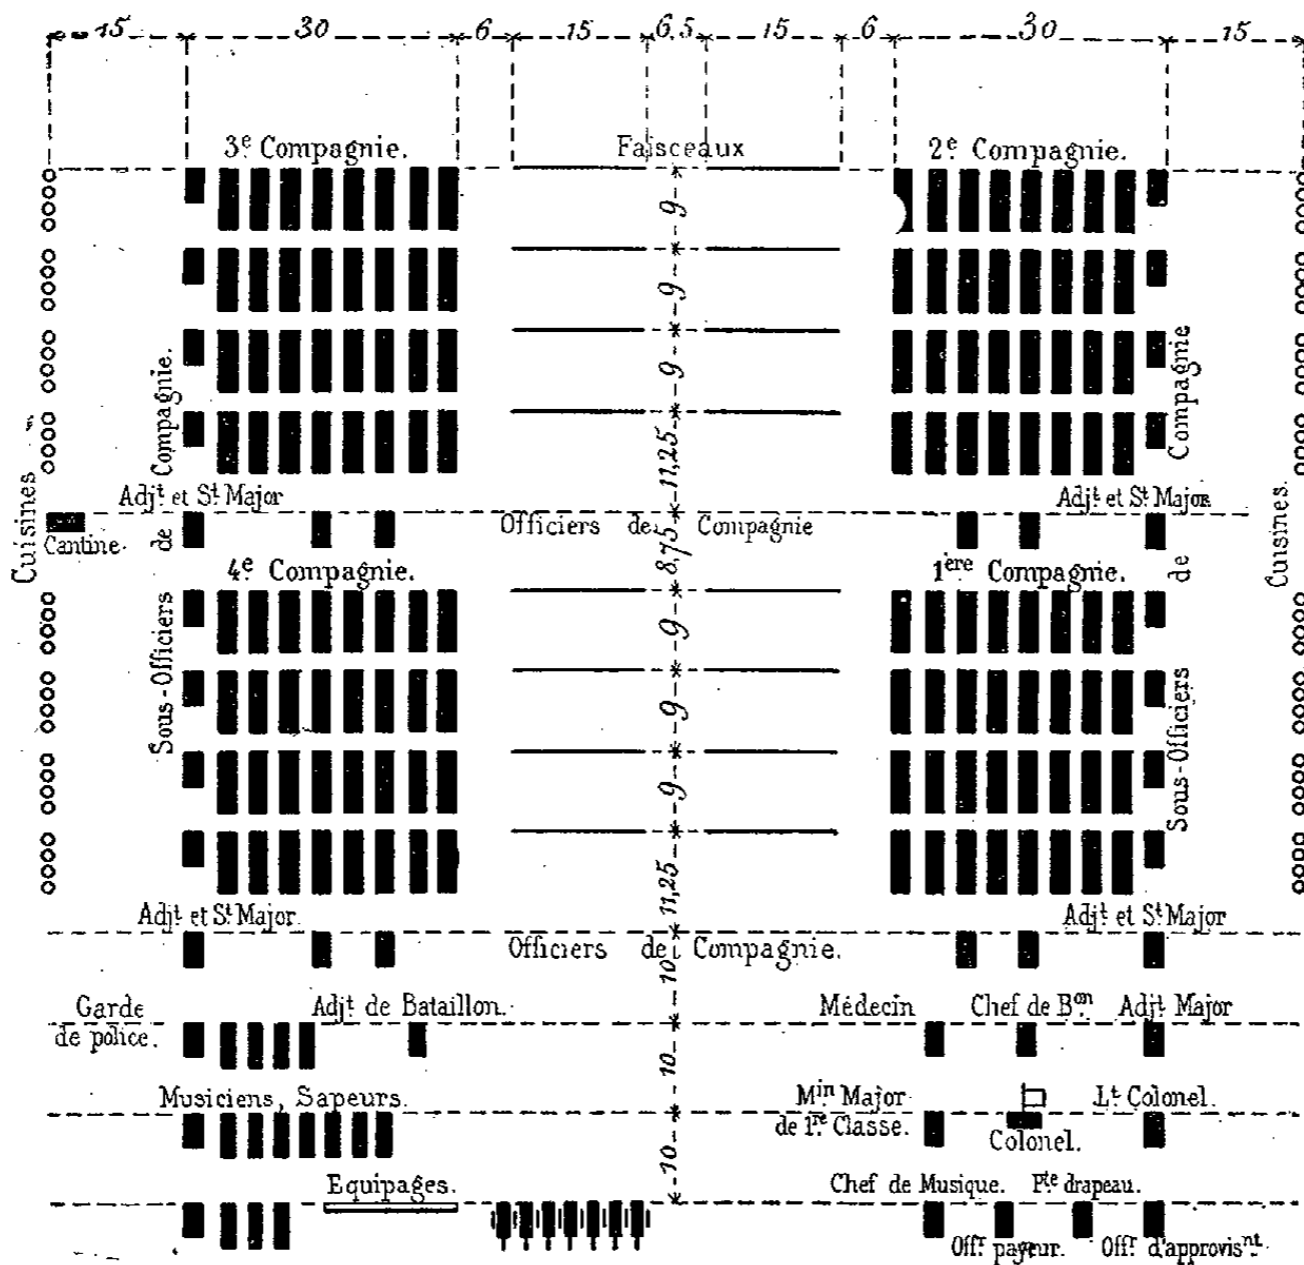 15 30 6 15 6,5 15 6 30 15
3e Compagnie.
Faisceaux
2e Compagnie.
9
9
9
11,25
Cuisines
Sous-Officiers de Compagnie.
Sous-Officiers de Compagnie
Cuisines.
Adjt et St Major
Adjt et St Major
Cantine
Officiers de Compagnie
8,75
4e Compagnie.
1ère Compagnie.
9
9
9
11,25
Adjt et St Major.
Adjt et St Major
Officiers de Compagnie.
10
Garde
de police.
Adjt de Bataillon.
Médecin
Chef de Bon
Adjt Major
10
Musiciens, Sapeurs.
Min Major
de 1re Classe.
Colonel.
Lt Colonel.
10
Equipages.
Chef de Musique.
Pte drapeau.
Offr payeur.
Offr d'approvisnt